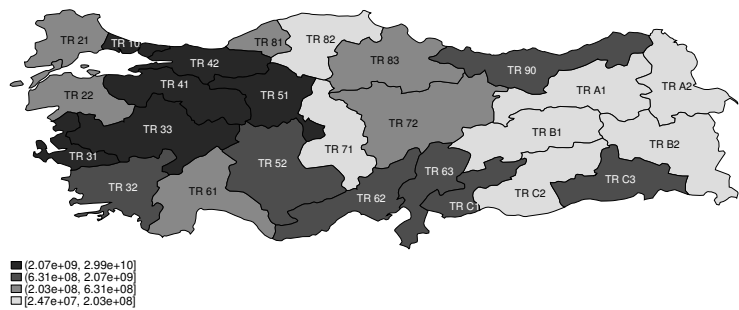 TR 21
TR 10
TR 81
TR 82
TR 83
TR 42
TR 90
TR 22
TR 41
TR 51
TR A1
TR A2
TR 33
TR 72
TR B1
TR B2
TR 31
TR 71
TR 52
TR 63
TR C3
TR 32
TR 61
TR 62
TR C1
TR C2
(2.07e+09, 2.99e+10]
(6.31e+08, 2.07e+09]
(2.03e+08, 6.31e+08]
[2.47e+07, 2.03e+08]